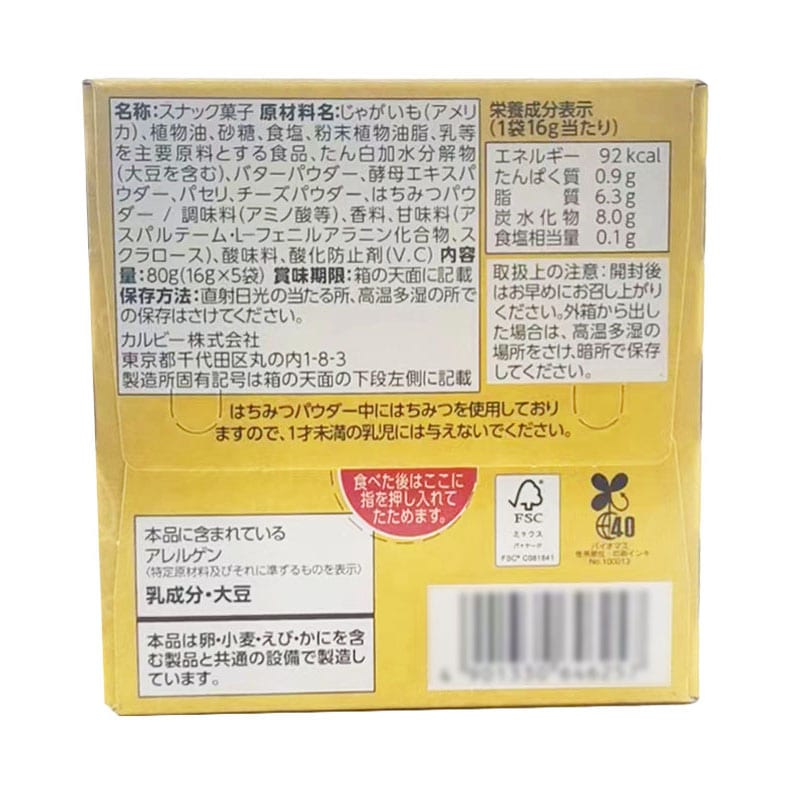 名称:スナック菓子 原材料名:じゃがいも(アメリ
カ)、植物油、砂糖、食塩、粉末植物油脂、乳等
を主要原料とする食品、たん白加水分解物
(大豆を含む)、バターパウダー、酵母エキスパ
ウダー、パセリ、チーズパウダー、はちみつパウ
ダー / 調味料(アミノ酸等)、香料、甘味料(ア
スパルテーム・L-フェニルアラニン化合物、ス
クラロース)、酸味料、酸化防止剤(V.C) 内容
量:80g(16g×5袋) 賞味期限:箱の天面に記載
保存方法:直射日光の当たる所、高温多湿の所で
の保存はさけてください。
カルビー株式会社
東京都千代田区丸の内1-8-3
製造所固有記号は箱の天面の下段左側に記載
栄養成分表示
(1袋16g当たり)
エネルギー 92kcal
たんぱく質 0.9g
脂質 6.3g
炭水化物 8.0g
食塩相当量 0.1g
取扱上の注意:開封後
はお早めにお召し上がり
ください。外箱から出し
た場合は、高温多湿の
場所をさけ、暗所で保存
してください。
はちみつパウダー中にはちみつを使用しており
ますので、1才未満の乳児には与えないでください。
食べた後はここに
指を押し入れて
たためます。
本品に含まれている
アレルゲン
(特定原材料及びそれに準ずるものを表示)
乳成分・大豆
本品は卵・小麦・えび・かにを含
む製品と共通の設備で製造し
ています。
FSC
ミックス
パッケージ
FSC® C081841
40
バイオマス
No.100013